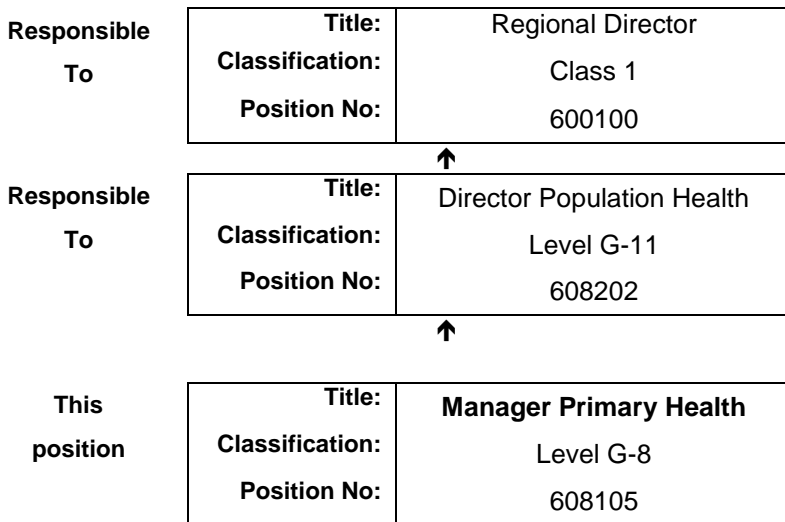 Responsible Title: Regional Director
To Classification: Class 1
Position No: 600100
↑
Responsible Title: Director Population Health
To Classification: Level G-11
Position No: 608202
↑
This Title: Manager Primary Health
position Classification: Level G-8
Position No: 608105